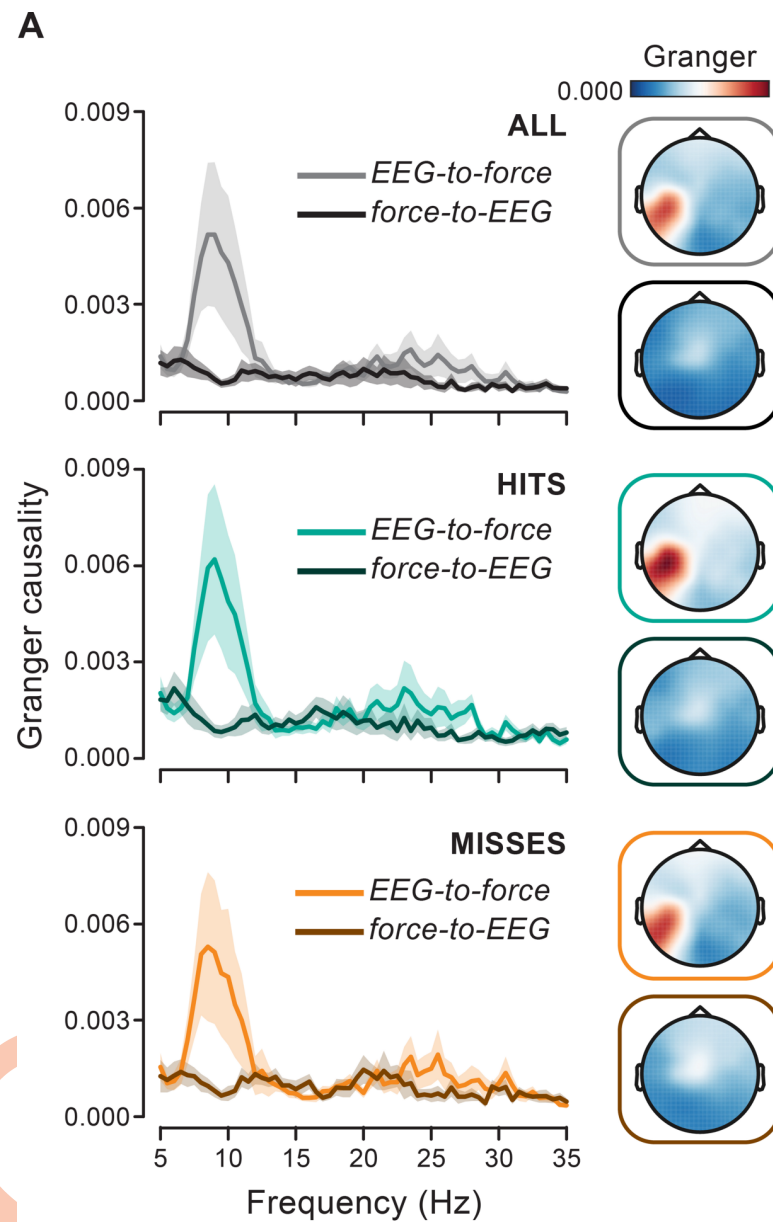 A
Granger
0.000
0.009
ALL
EEG-to-force
force-to-EEG
0.006
0.003
0.000
Granger causality
0.009
HITS
EEG-to-force
force-to-EEG
0.006
0.003
0.000
0.009
MISSES
EEG-to-force
force-to-EEG
0.006
0.003
0.000
5 10 15 20 25 30 35
Frequency (Hz)